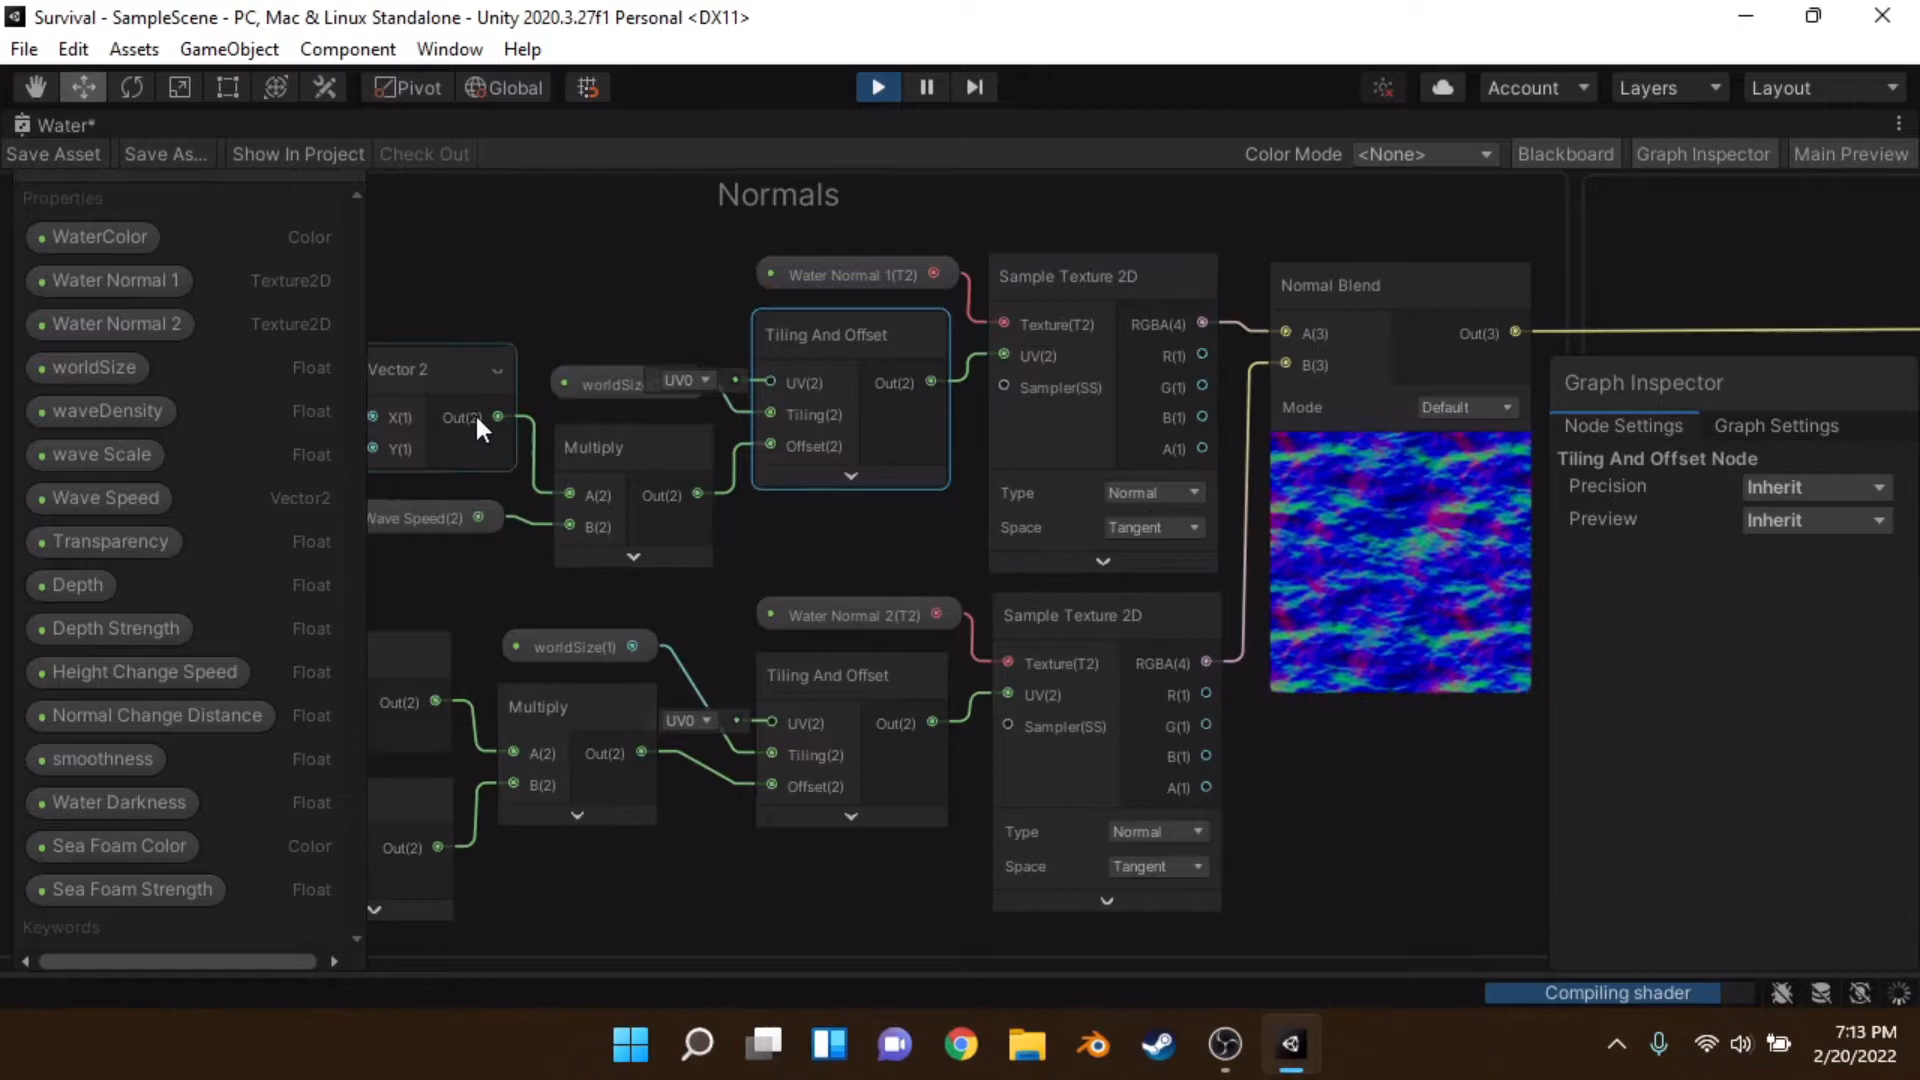 Survival - SampleScene - PC, Mac & Linux Standalone - Unity 2020.3.27f1 Personal <DX11>
File Edit Assets GameObject Component Window Help
Pivot Global Account Layers Layout
Water*
Save Asset Save As... Show In Project Check Out Color Mode <None> Blackboard Graph Inspector Main Preview
Properties
WaterColor Color
Water Normal 1 Texture2D
Water Normal 2 Texture2D
worldSize Float
waveDensity Float
wave Scale Float
Wave Speed Vector2
Transparency Float
Depth Float
Depth Strength Float
Height Change Speed Float
Normal Change Distance Float
smoothness Float
Water Darkness Float
Sea Foam Color Color
Sea Foam Strength Float
Keywords
Normals
Vector 2
X(1) Out(2)
Y(1)
Wave Speed(2)
UV0
Multiply
A(2) Out(2)
B(2)
Water Normal 1(T2)
Tiling And Offset
UV(2) Out(2)
Tiling(2)
Offset(2)
Sample Texture 2D
Texture(T2) RGBA(4)
UV(2) R(1)
Sampler(SS) G(1)
B(1)
A(1)
Type Normal
Space Tangent
Normal Blend
A(3) Out(3)
B(3)
Mode Default
Out(2)
Out(2)
worldSize(1)
Multiply
A(2) Out(2)
B(2)
UV0
Water Normal 2(T2)
Tiling And Offset
UV(2) Out(2)
Tiling(2)
Offset(2)
Sample Texture 2D
Texture(T2) RGBA(4)
UV(2) R(1)
Sampler(SS) G(1)
B(1)
A(1)
Type Normal
Space Tangent
Graph Inspector
Node Settings Graph Settings
Tiling And Offset Node
Precision Inherit
Preview Inherit
Compiling shader
7:13 PM
2/20/2022